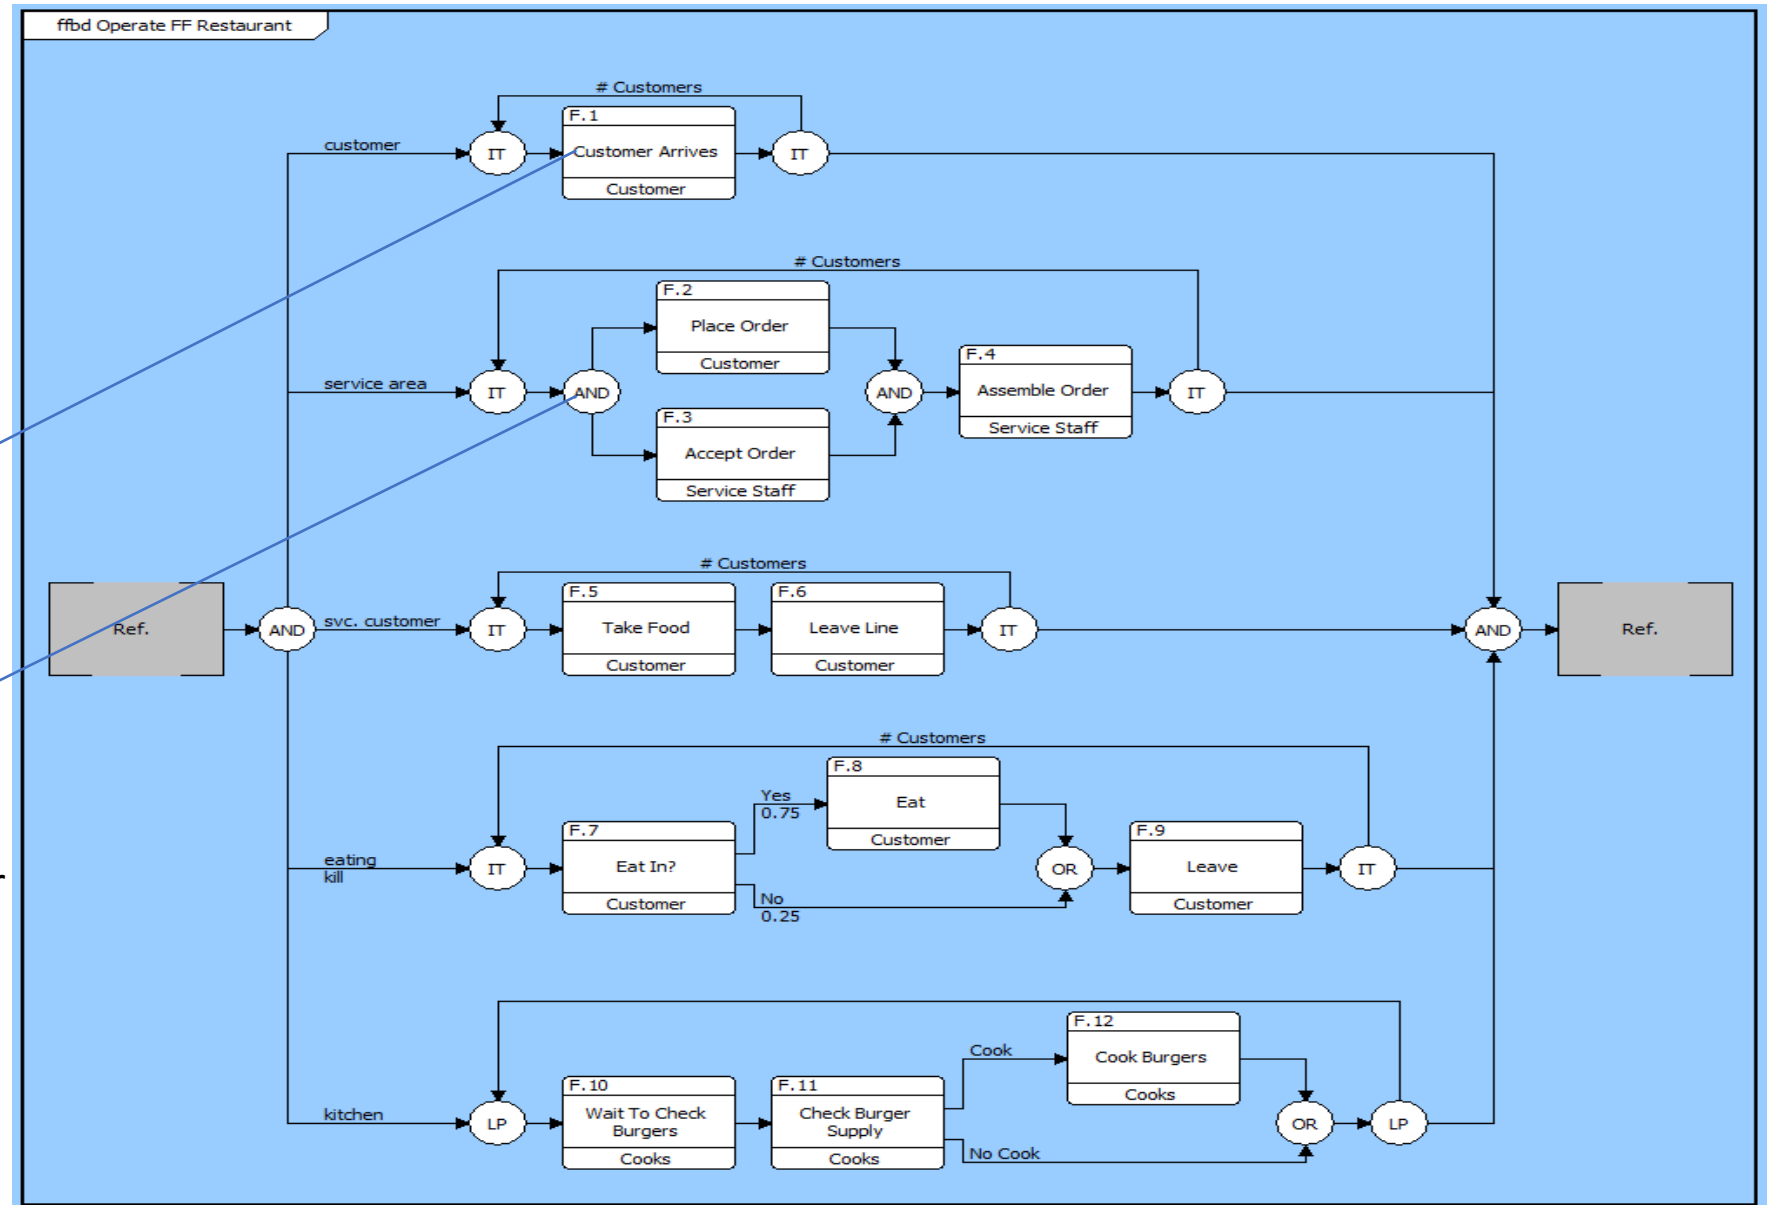 ffbd Operate FF Restaurant
# Customers
F.1
customer
IT
Customer Arrives
IT
Customer
# Customers
F.2
Place Order
Customer
service area
IT
AND
AND
F.4
Assemble Order
Service Staff
IT
F.3
Accept Order
Service Staff
# Customers
Ref.
AND
svc. customer
IT
F.5
Take Food
Customer
F.6
Leave Line
Customer
IT
AND
Ref.
# Customers
F.8
Eat
Customer
Yes
0.75
eating
kill
IT
F.7
Eat In?
Customer
No
0.25
OR
F.9
Leave
Customer
IT
F.12
Cook Burgers
Cooks
Cook
kitchen
LP
F.10
Wait To Check
Burgers
Cooks
F.11
Check Burger
Supply
Cooks
No Cook
OR
LP